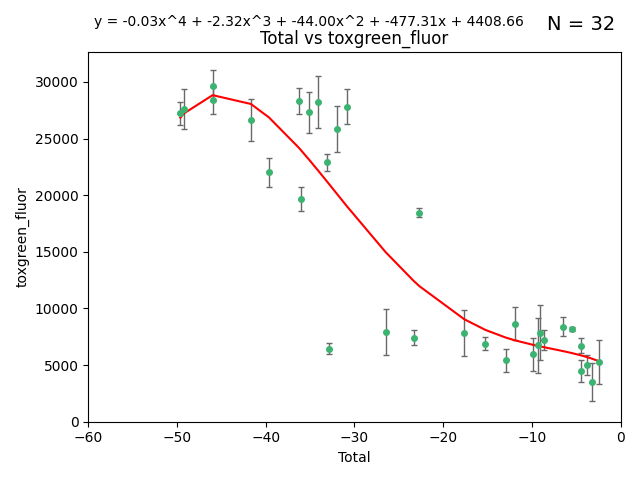 y = -0.03x^4 + -2.32x^3 + -44.00x^2 + -477.31x + 4408.66
N = 32
Total vs toxgreen_fluor
30000
25000
20000
15000
10000
5000
0
toxgreen_fluor
−60
−50
−40
−30
−20
−10
0
Total